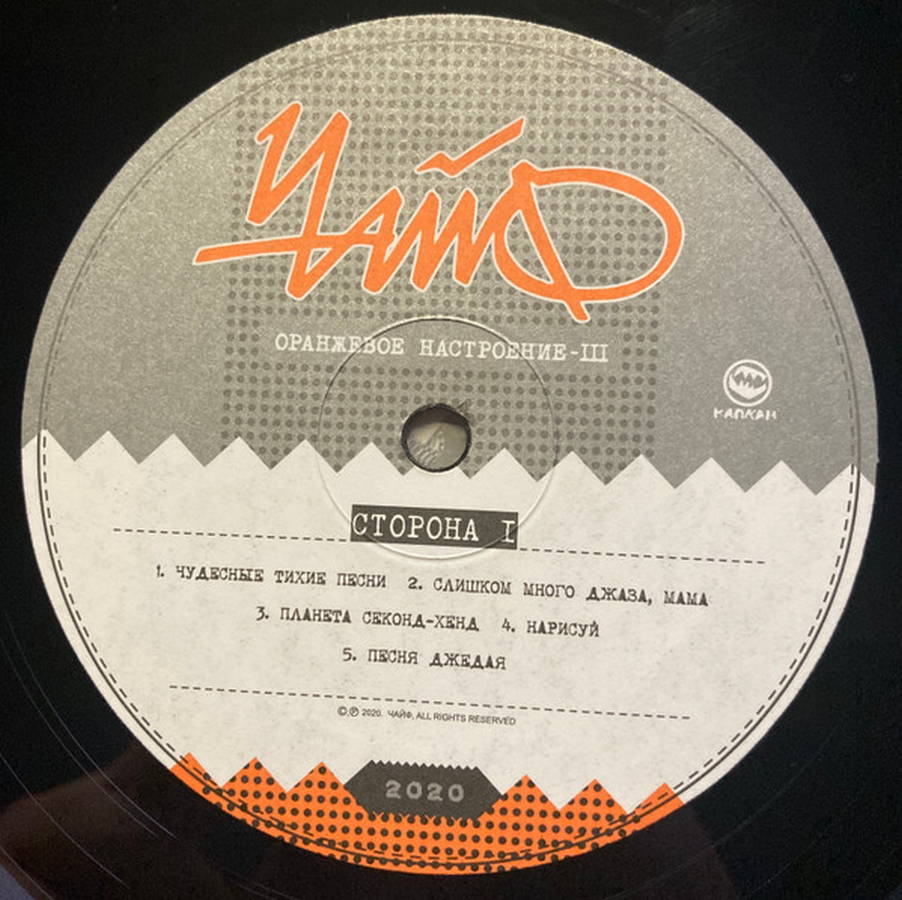 ЧАЙФ
ОРАНЖЕВОЕ НАСТРОЕНИЕ-III
КАПКАН
СТОРОНА I
1. ЧУДЕСНЫЕ ТИХИЕ ПЕСНИ 2. СЛИШКОМ МНОГО ДЖАЗА, МАМА
3. ПЛАНЕТА СЕКОНД-ХЕНД 4. НАРИСУЙ
5. ПЕСНЯ ДЖЕДАЯ
©℗ 2020. ЧАЙФ, ALL RIGHTS RESERVED
2020